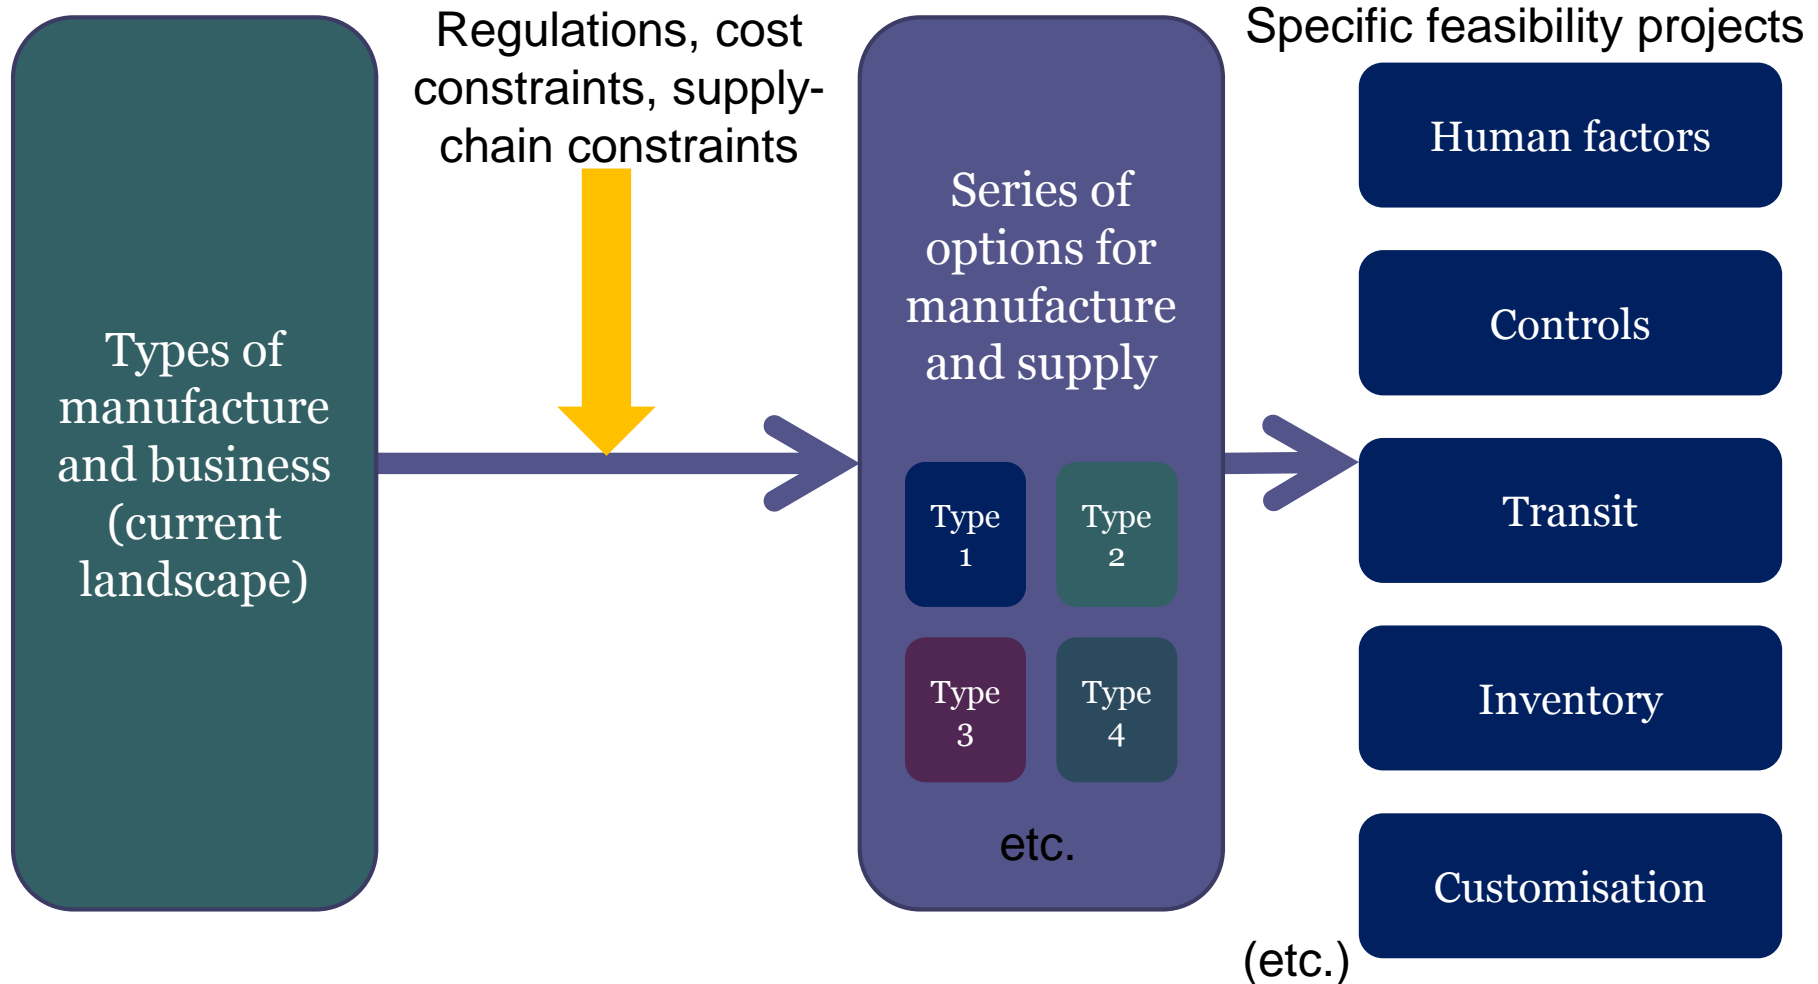 Types of
manufacture
and business
(current
landscape)
Regulations, cost
constraints, supply-
chain constraints
Series of
options for
manufacture
and supply
Type
1
Type
2
Type
3
Type
4
etc.
Specific feasibility projects
Human factors
Controls
Transit
Inventory
Customisation
(etc.)